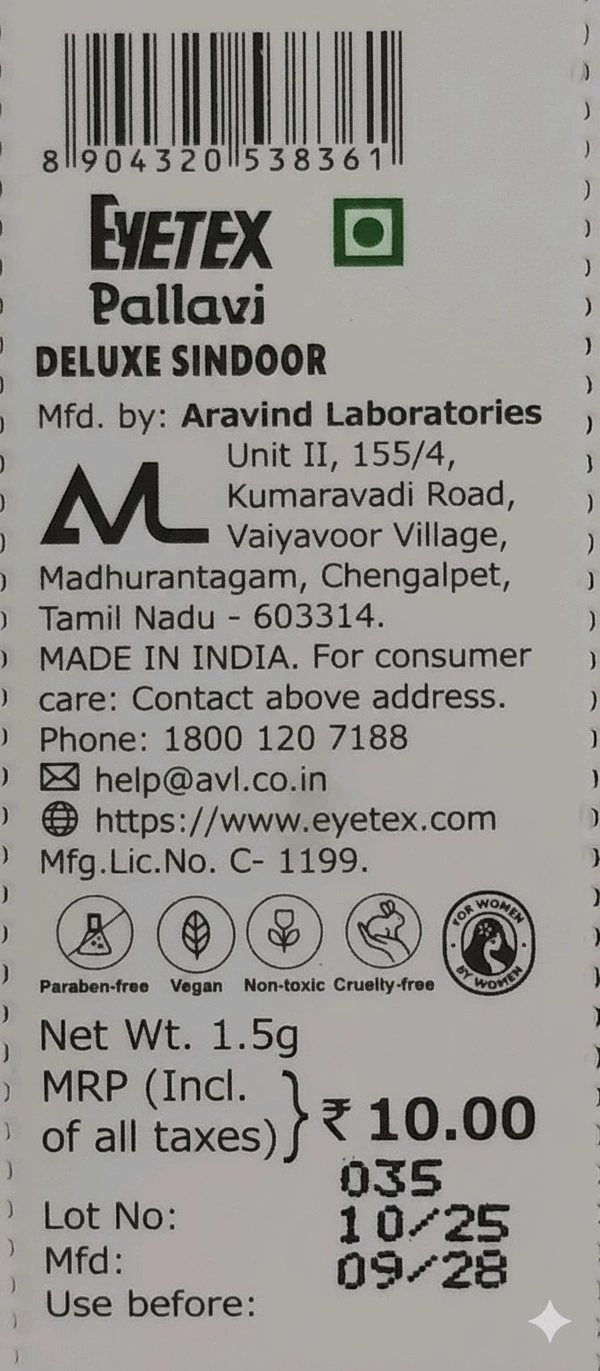 8 904320 538361
EYETEX
Pallavi
DELUXE SINDOOR
Mfd. by: Aravind Laboratories
Unit II, 155/4,
Kumaravadi Road,
Vaiyavoor Village,
Madhurantagam, Chengalpet,
Tamil Nadu - 603314.
MADE IN INDIA. For consumer
care: Contact above address.
Phone: 1800 120 7188
help@avl.co.in
https://www.eyetex.com
Mfg.Lic.No. C- 1199.
FOR WOMEN
BY WOMEN
Paraben-free Vegan Non-toxic Cruelty-free
Net Wt. 1.5g
MRP (Incl.
of all taxes) } ₹ 10.00
Lot No: 035
Mfd: 10/25
Use before: 09/28